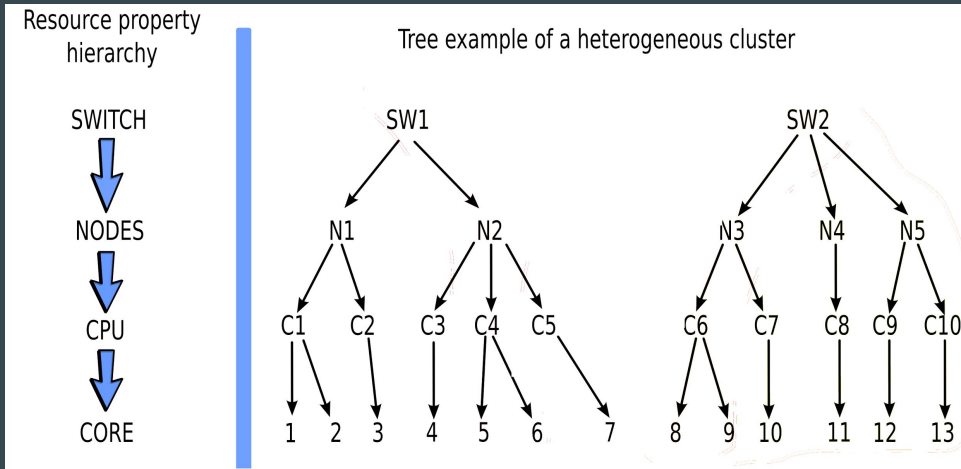 Resource property
hierarchy
Tree example of a heterogeneous cluster
SWITCH
SW1
SW2
NODES
N1
N2
N3
N4
N5
CPU
C1
C2
C3
C4
C5
C6
C7
C8
C9
C10
CORE
1
2
3
4
5
6
7
8
9
10
11
12
13